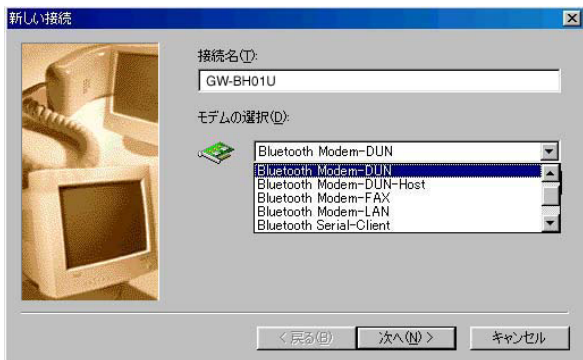 新しい接続
接続名(T):
GW-BH01U
モデムの選択(D):
Bluetooth Modem-DUN
Bluetooth Modem-DUN
Bluetooth Modem-DUN-Host
Bluetooth Modem-FAX
Bluetooth Modem-LAN
Bluetooth Serial-Client
< 戻る(B) 次へ(N) > キャンセル